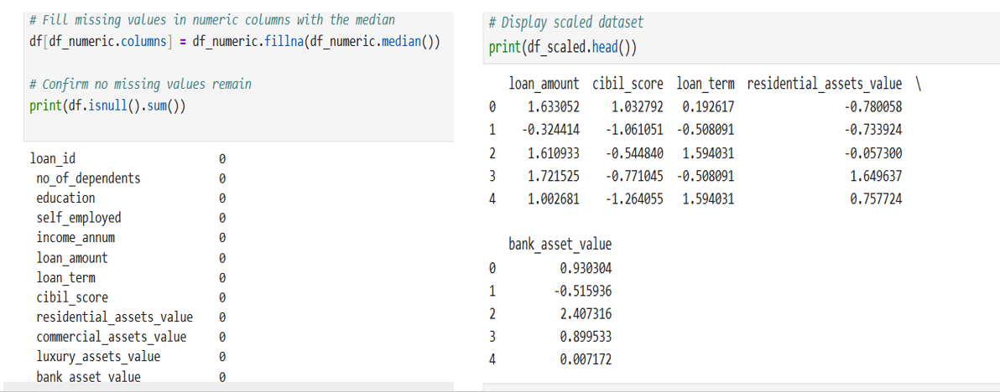 # Fill missing values in numeric columns with the median
df[df_numeric.columns] = df_numeric.fillna(df_numeric.median())
# Confirm no missing values remain
print(df.isnull().sum())
loan_id 0
no_of_dependents 0
education 0
self_employed 0
income_annum 0
loan_amount 0
loan_term 0
cibil_score 0
residential_assets_value 0
commercial_assets_value 0
luxury_assets_value 0
bank_asset_value 0
# Display scaled dataset
print(df_scaled.head())
loan_amount cibil_score loan_term residential_assets_value \
0 1.633052 1.032792 0.192617 -0.780058
1 -0.324414 -1.061051 -0.508091 -0.733924
2 1.610933 -0.544840 1.594031 -0.057300
3 1.721525 -0.771045 -0.508091 1.649637
4 1.002681 -1.264055 1.594031 0.757724
bank_asset_value
0 0.930304
1 -0.515936
2 2.407316
3 0.899533
4 0.007172